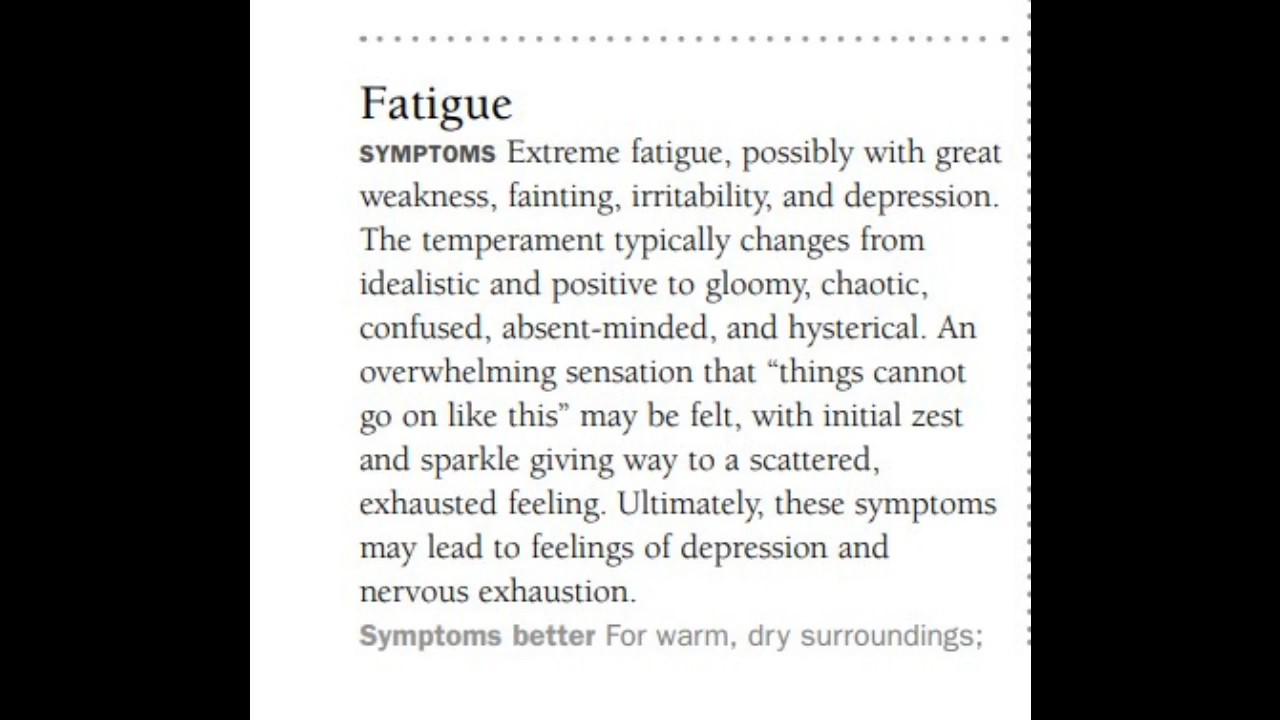 Fatigue
SYMPTOMS Extreme fatigue, possibly with great
weakness, fainting, irritability, and depression.
The temperament typically changes from
idealistic and positive to gloomy, chaotic,
confused, absent-minded, and hysterical. An
overwhelming sensation that “things cannot
go on like this” may be felt, with initial zest
and sparkle giving way to a scattered,
exhausted feeling. Ultimately, these symptoms
may lead to feelings of depression and
nervous exhaustion.
Symptoms better For warm, dry surroundings;